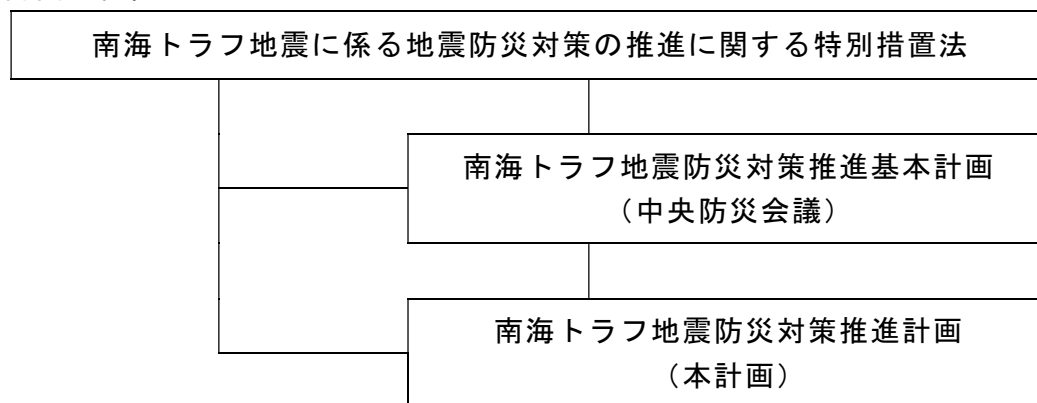 南海トラフ地震に係る地震防災対策の推進に関する特別措置法
南海トラフ地震防災対策推進基本計画
（中央防災会議）
南海トラフ地震防災対策推進計画
（本計画）